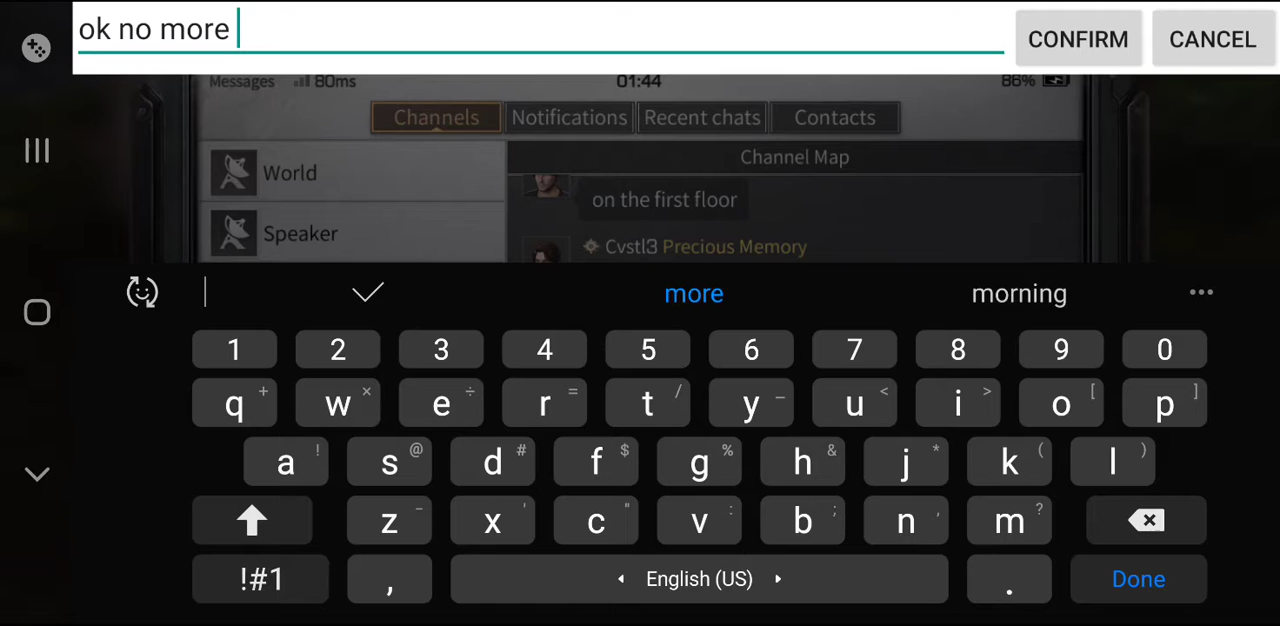 ok no more
CONFIRM
CANCEL
Messages 80ms 01:44 86%
Channels Notifications Recent chats Contacts
World
Speaker
Channel Map
on the first floor
Cvstl3 Precious Memory
more morning ...
1 2 3 4 5 6 7 8 9 0
q + w × e ÷ r = t / y _ u < i > o [ p ]
a ! s @ d # f $ g % h & j * k ( l )
z - x ' c " v : b ; n , m ?
!#1 , English (US) . Done